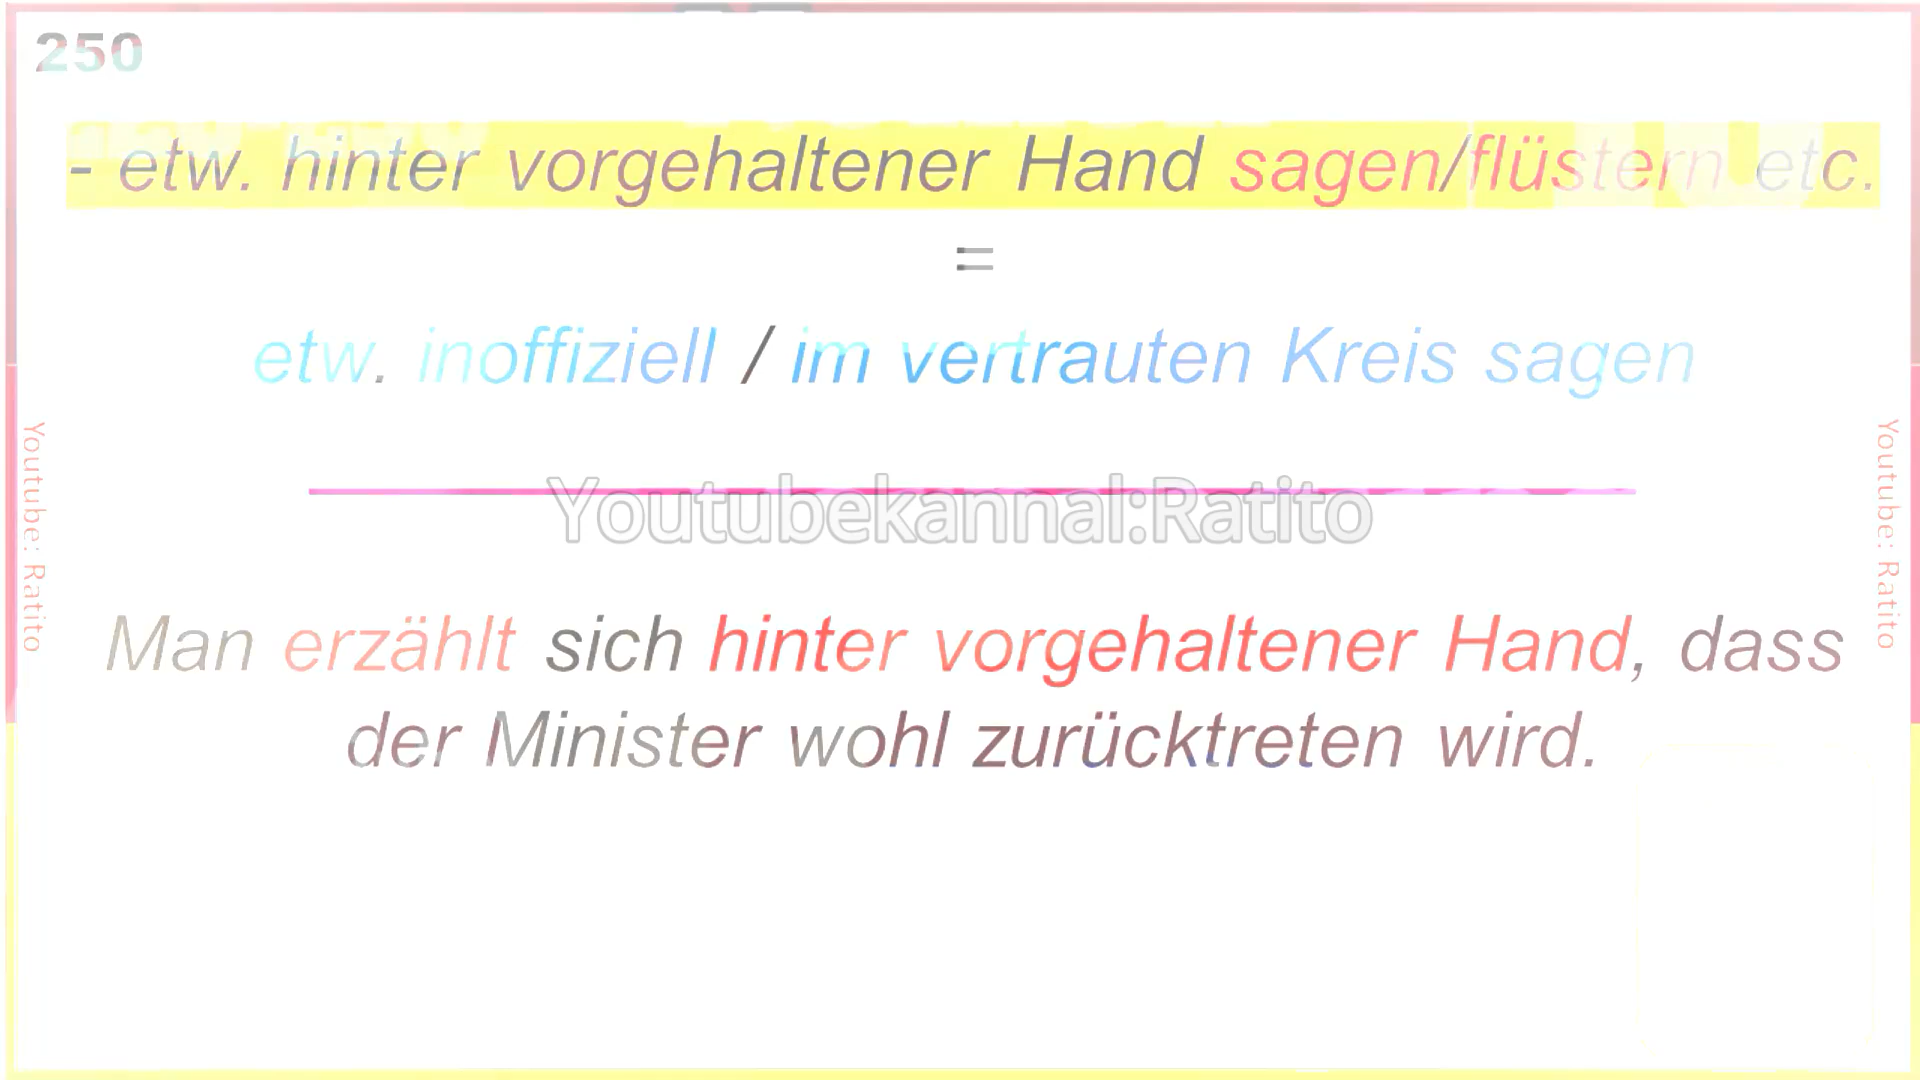 250
- etw. hinter vorgehaltener Hand sagen/flüstern etc.
=
etw. inoffiziell / im vertrauten Kreis sagen
Youtube: Ratito
Youtubekannal:Ratito
Youtube: Ratito
Man erzählt sich hinter vorgehaltener Hand, dass
der Minister wohl zurücktreten wird.